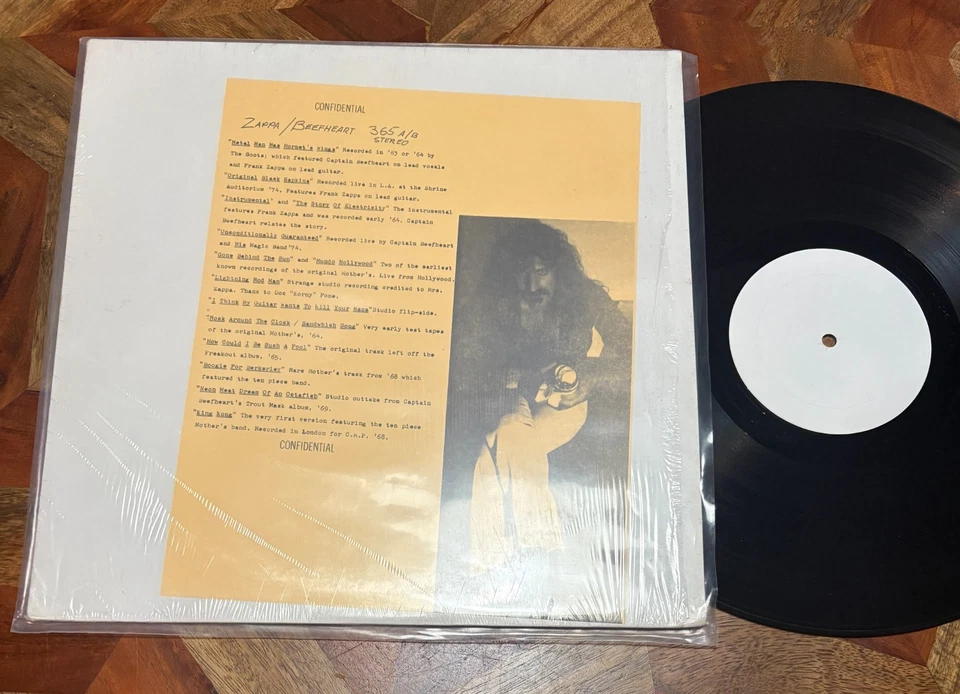 CONFIDENTIAL
ZAPPA/BEEFHEART 365 A/B
STEREO
"Metal Man Has Hornet's Wings" Recorded in '63 or '64 by
The Soots; which featured Captain Beefheart on lead vocals
and Frank Zappa on lead guitar.
"Original Black Napkins" Recorded live in L.A. at the Shrine
Auditorium '74. Features Frank Zappa on lead guitar.
"Instrumental" and "The Story Of Electricity" The instrumental
features Frank Zappa and was recorded early '64. Captain
Beefheart relates the story.
"Unconditionally Guaranteed" Recorded live by Captain Beefheart
and His Magic Band '74.
"Gone Behind The Sun" and "Mondo Hollywood" Two of the earliest
known recordings of the original Mother's. Live from Hollywood.
"Lightning Rod Man" Strange studio recording credited to Mrs.
Zappa. Thanx to Doc "Horny" Pone.
"I Think My Guitar Wants To Kill Your Mama" Studio flip-side.
"Rock Around The Clock / Sandwhich Song" Very early test tapes
of the original Mother's, '64.
"How Could I Be Such A Fool" The original track left off the
Freakout album, '65.
"Boogie For Berkerley" Rare Mother's track from '68 which
featured the ten piece band.
"Neon Meat Dream Of An Octafish" Studio outtake from Captain
Beefheart's Trout Mask album, '69.
"King Kong" The very first version featuring the ten piece
Mother's band. Recorded in London for '68.
CONFIDENTIAL